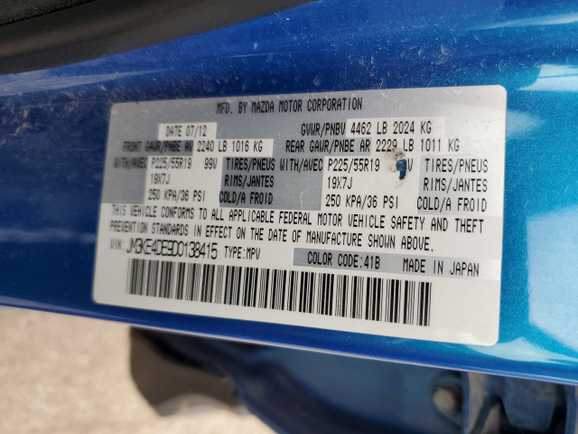 MFD. BY MAZDA MOTOR CORPORATION
DATE 07/12 GVWR/PNBV 4462 LB 2024 KG
FRONT GAWR/PNBE AV 2240 LB 1016 KG REAR GAWR/PNBE AR 2229 LB 1011 KG
WITH/AVEC P225/55R19 99V TIRES/PNEUS WITH/AVEC P225/55R19 V TIRES/PNEUS
19X7J RIMS/JANTES 19X7J RIMS/JANTES
250 KPA/36 PSI COLD/A FROID 250 KPA/36 PSI COLD/A FROID
THIS VEHICLE CONFORMS TO ALL APPLICABLE FEDERAL MOTOR VEHICLE SAFETY AND THEFT
PREVENTION STANDARDS IN EFFECT ON THE DATE OF MANUFACTURE SHOWN ABOVE.
VIN: JM3KE4DE9D0138415 TYPE: MPV COLOR CODE: 41B MADE IN JAPAN